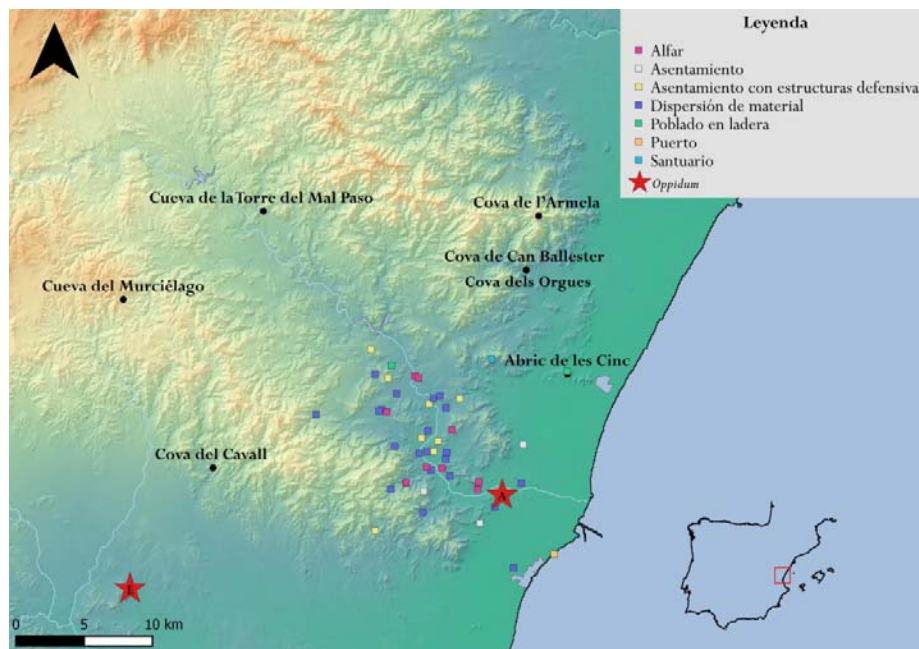 Leyenda
Alfar
Asentamiento
Asentamiento con estructuras defensiva
Dispersión de material
Poblado en ladera
Puerto
Santuario
Oppidum
Cueva de la Torre del Mal Paso
Cova de l'Armela
Cova de Can Ballester
Cova dels Orgues
Cueva del Murciélago
Abric de les Cinc
Cova del Cavall
A
0 5 10 km